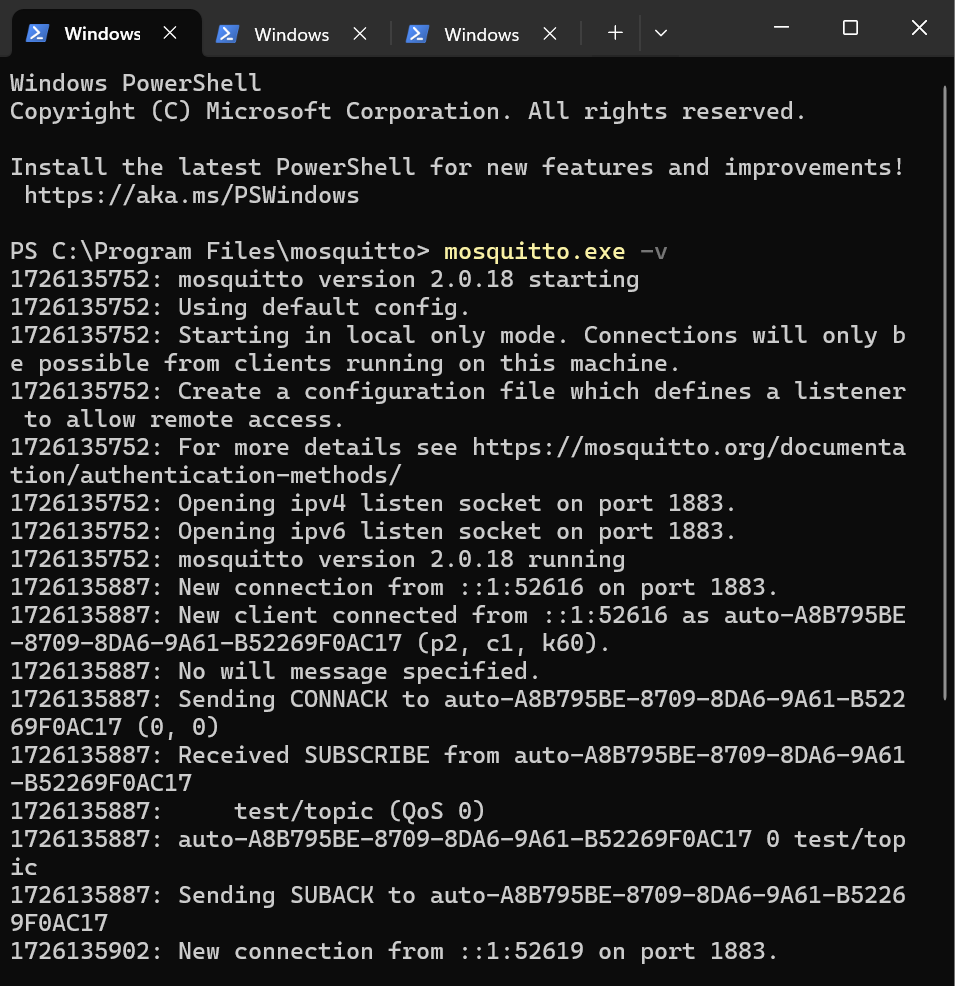 Windows Windows Windows
Windows PowerShell
Copyright (C) Microsoft Corporation. All rights reserved.
Install the latest PowerShell for new features and improvements!
https://aka.ms/PSWindows
PS C:\Program Files\mosquitto> mosquitto.exe -v
1726135752: mosquitto version 2.0.18 starting
1726135752: Using default config.
1726135752: Starting in local only mode. Connections will only b
e possible from clients running on this machine.
1726135752: Create a configuration file which defines a listener
 to allow remote access.
1726135752: For more details see https://mosquitto.org/documenta
tion/authentication-methods/
1726135752: Opening ipv4 listen socket on port 1883.
1726135752: Opening ipv6 listen socket on port 1883.
1726135752: mosquitto version 2.0.18 running
1726135887: New connection from ::1:52616 on port 1883.
1726135887: New client connected from ::1:52616 as auto-A8B795BE
-8709-8DA6-9A61-B52269F0AC17 (p2, c1, k60).
1726135887: No will message specified.
1726135887: Sending CONNACK to auto-A8B795BE-8709-8DA6-9A61-B522
69F0AC17 (0, 0)
1726135887: Received SUBSCRIBE from auto-A8B795BE-8709-8DA6-9A61
-B52269F0AC17
1726135887:     test/topic (QoS 0)
1726135887: auto-A8B795BE-8709-8DA6-9A61-B52269F0AC17 0 test/top
ic
1726135887: Sending SUBACK to auto-A8B795BE-8709-8DA6-9A61-B5226
9F0AC17
1726135902: New connection from ::1:52619 on port 1883.